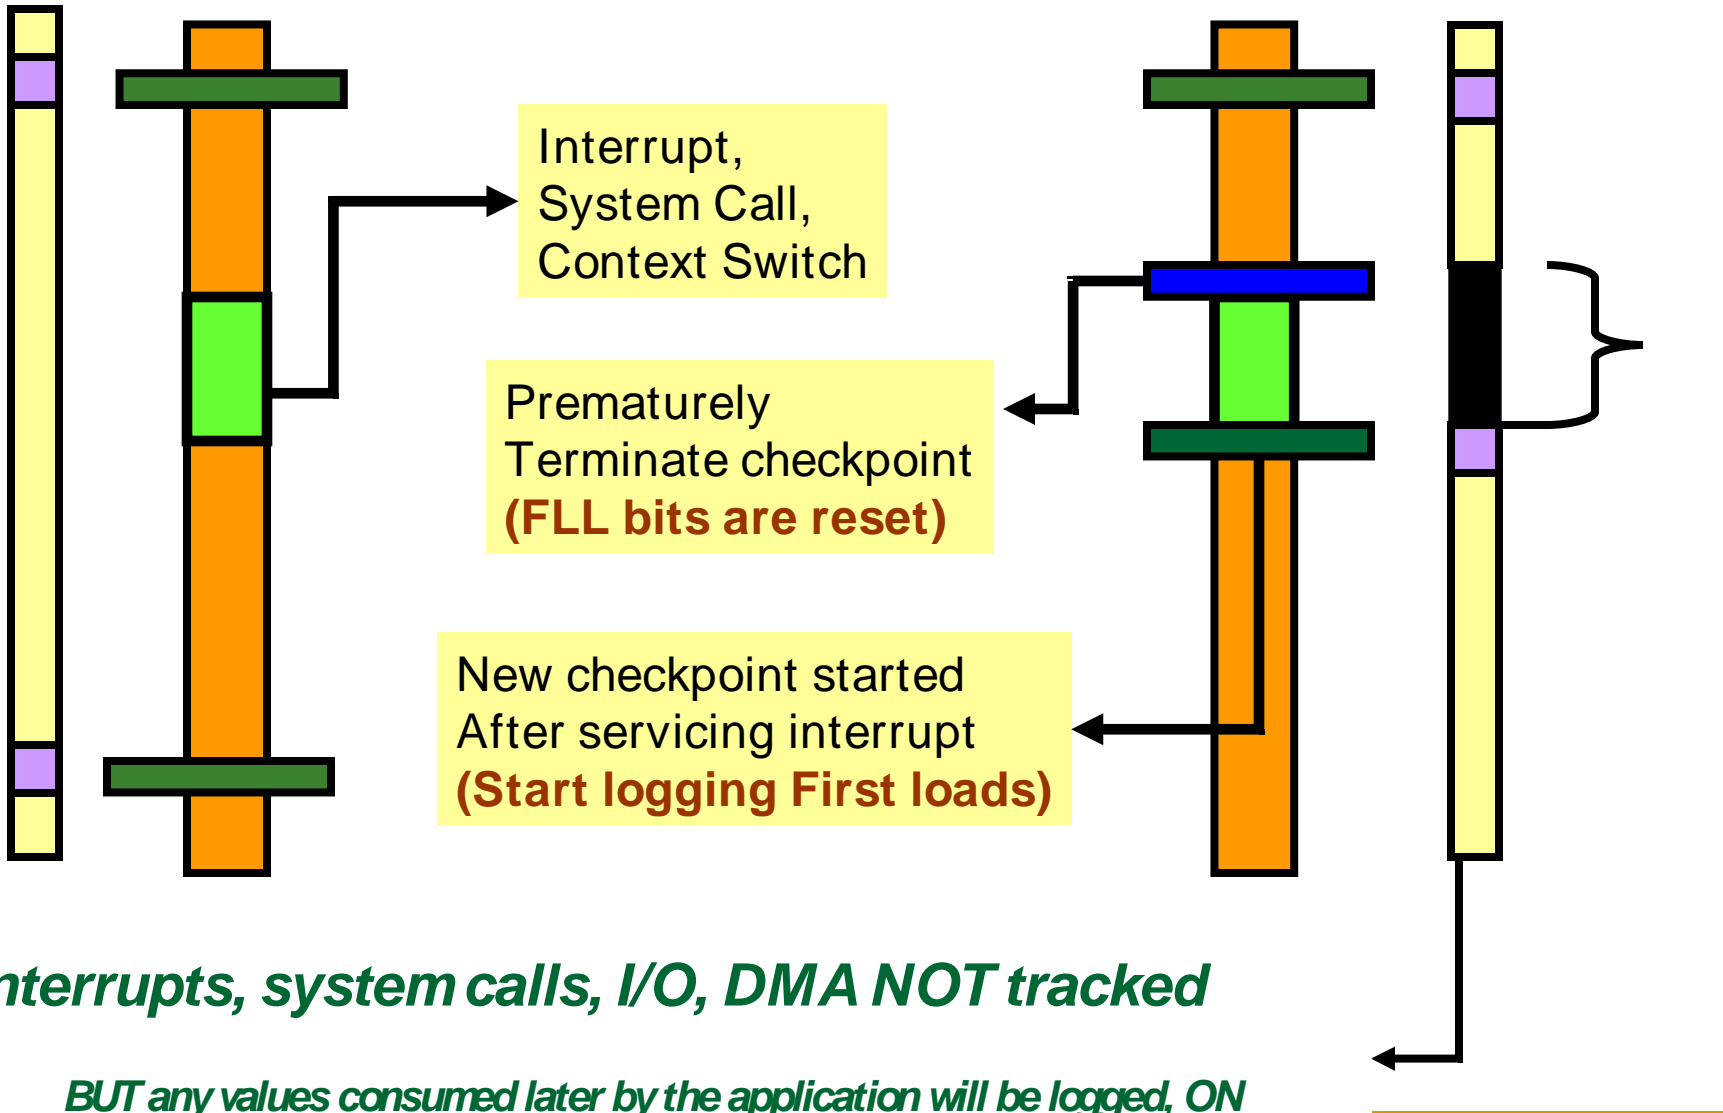 Interrupt,
System Call,
Context Switch
Prematurely
Terminate checkpoint
(FLL bits are reset)
New checkpoint started
After servicing interrupt
(Start logging First loads)
nterrupts, system calls, I/O, DMA NOT tracked
BUT any values consumed later by the application will be logged, ON